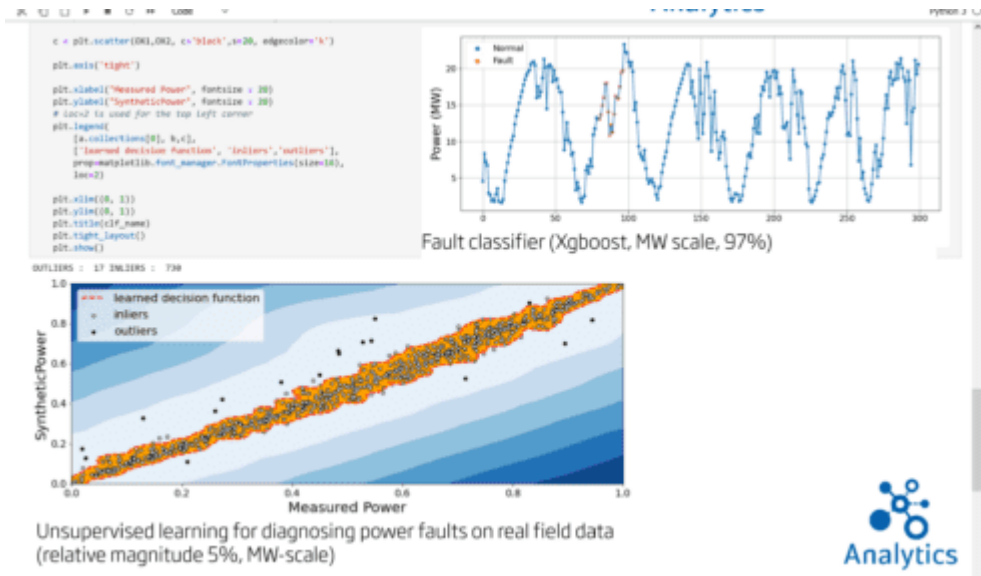 Code
Python 3
Analytics
c = plt.scatter(OX1,OX2, c='black',s=20, edgecolor='k')
plt.axis('tight')
plt.xlabel("Measured Power", fontsize = 20)
plt.ylabel("SyntheticPower", fontsize = 20)
# loc=2 is used for the top left corner
plt.legend(
[a.collections[0], b,c],
['learned decision function', 'inliers','outliers'],
prop=matplotlib.font_manager.FontProperties(size=16),
loc=2)
plt.xlim((0, 1))
plt.ylim((0, 1))
plt.title(clf_name)
plt.tight_layout()
plt.show()
Normal
Fault
Power (MW)
20
15
10
5
0 50 100 150 200 250 300
Fault classifier (Xgboost, MW scale, 97%)
OUTLIERS : 17 INLIERS : 730
learned decision function
inliers
outliers
SyntheticPower
1.0
0.8
0.6
0.4
0.2
0.0
0.0 0.2 0.4 0.6 0.8 1.0
Measured Power
Unsupervised learning for diagnosing power faults on real field data
(relative magnitude 5%, MW-scale)
Analytics